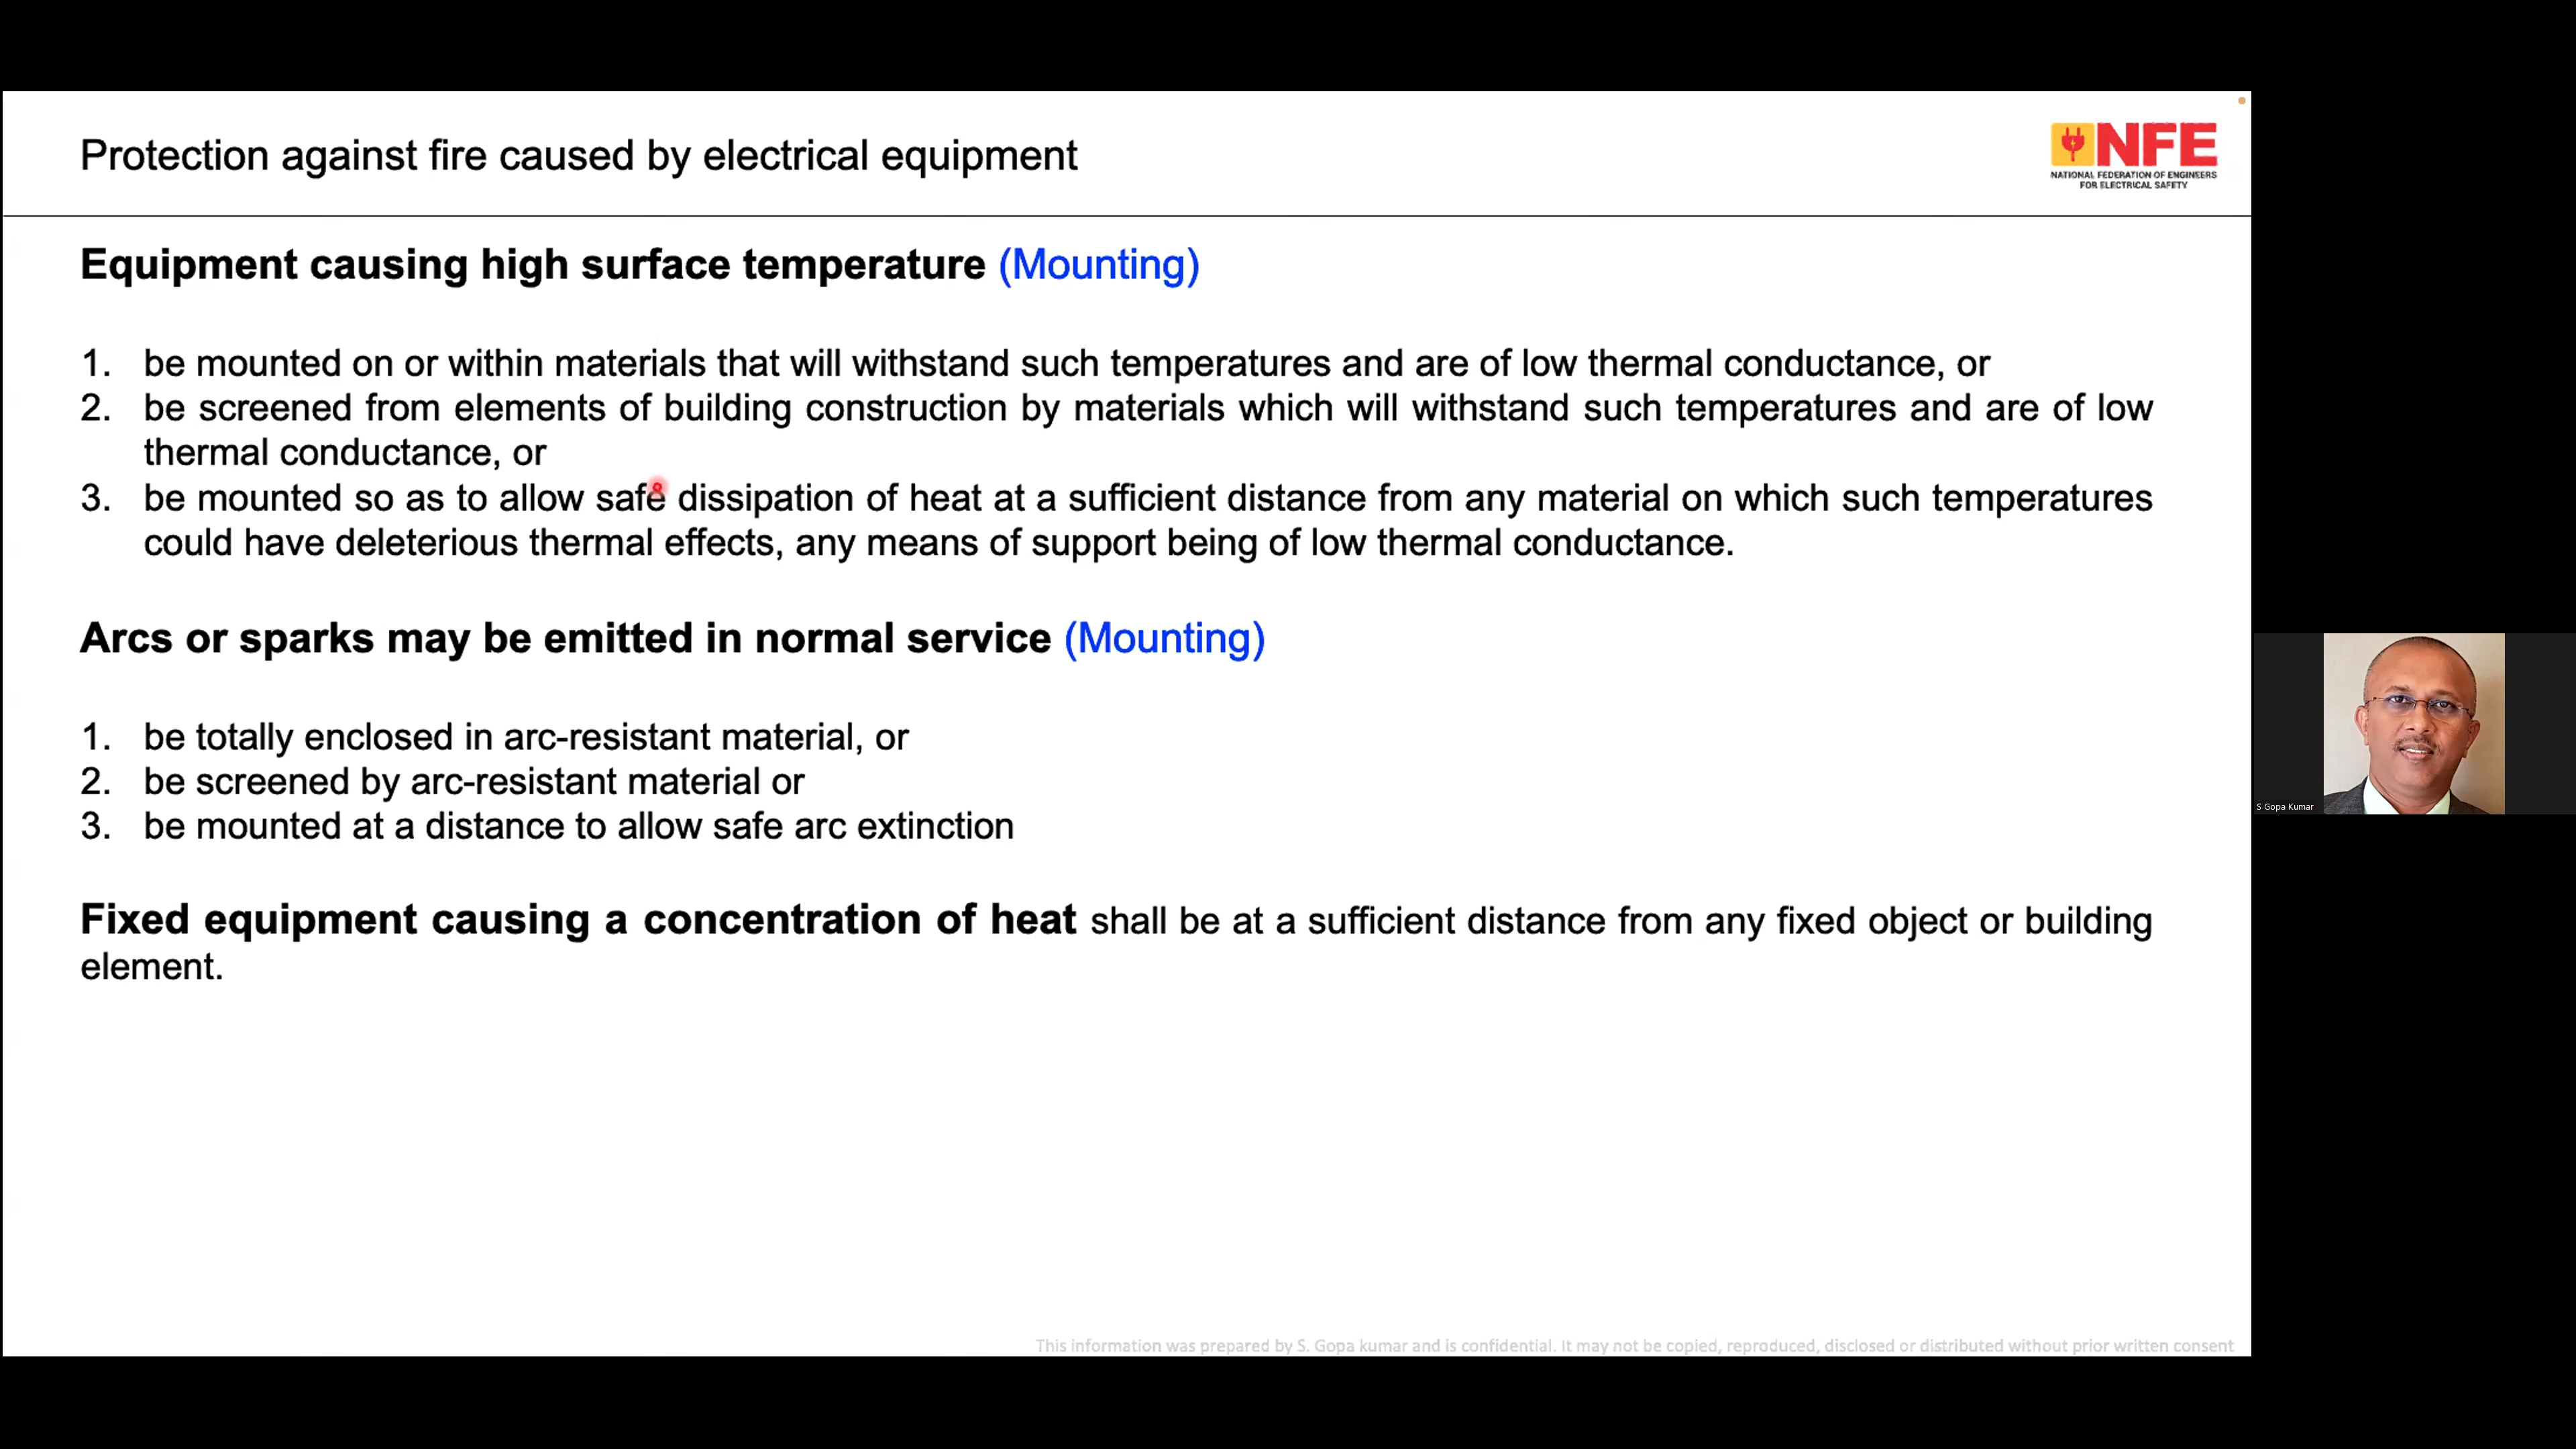 Protection against fire caused by electrical equipment
NFE
NATIONAL FEDERATION OF ENGINEERS
FOR ELECTRICAL SAFETY
Equipment causing high surface temperature (Mounting)
1. be mounted on or within materials that will withstand such temperatures and are of low thermal conductance, or
2. be screened from elements of building construction by materials which will withstand such temperatures and are of low
thermal conductance, or
3. be mounted so as to allow safe dissipation of heat at a sufficient distance from any material on which such temperatures
could have deleterious thermal effects, any means of support being of low thermal conductance.
Arcs or sparks may be emitted in normal service (Mounting)
1. be totally enclosed in arc-resistant material, or
2. be screened by arc-resistant material or
3. be mounted at a distance to allow safe arc extinction
Fixed equipment causing a concentration of heat shall be at a sufficient distance from any fixed object or building
element.
S Gopa Kumar
This information was prepared by S. Gopa kumar and is confidential. It may not be copied, reproduced, disclosed or distributed without prior written consent